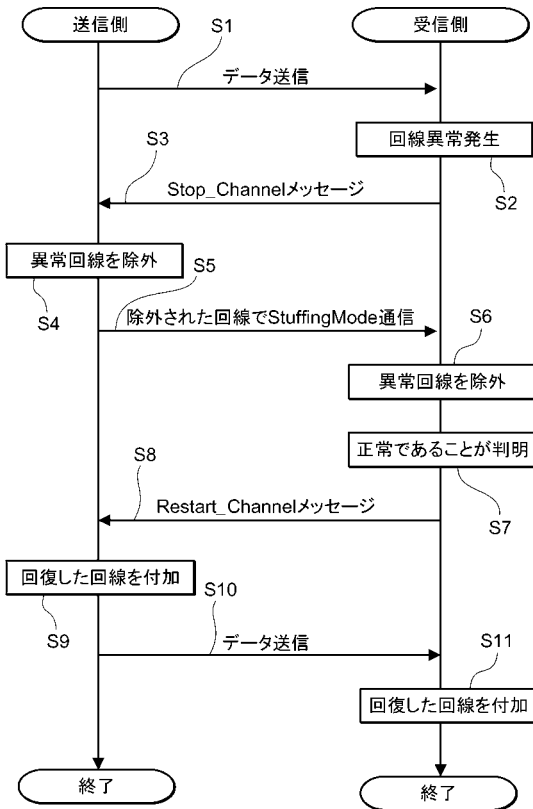 送信側
受信側
S1
データ送信
回線異常発生
S2
S3
Stop_Channelメッセージ
異常回線を除外
S4
S5
除外された回線でStuffingMode通信
S6
異常回線を除外
正常であることが判明
S7
S8
Restart_Channelメッセージ
回復した回線を付加
S9
S10
データ送信
S11
回復した回線を付加
終了
終了